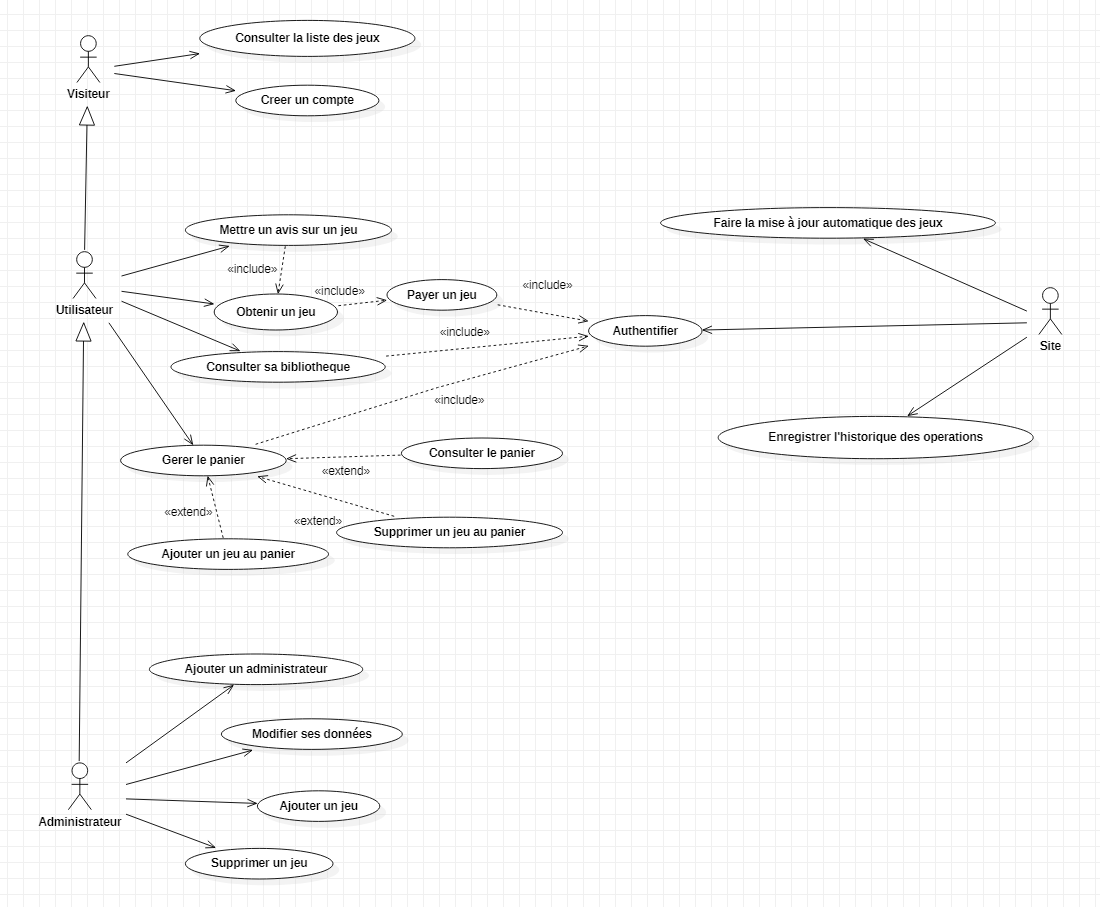 Consulter la liste des jeux
Visiteur
Creer un compte
Mettre un avis sur un jeu
Faire la mise à jour automatique des jeux
«include»
«include»
«include»
Utilisateur
Obtenir un jeu
Payer un jeu
Authentifier
Site
«include»
Consulter sa bibliotheque
«include»
Enregistrer l'historique des operations
Gerer le panier
Consulter le panier
«extend»
«extend»
«extend»
Supprimer un jeu au panier
Ajouter un jeu au panier
Ajouter un administrateur
Modifier ses données
Ajouter un jeu
Administrateur
Supprimer un jeu